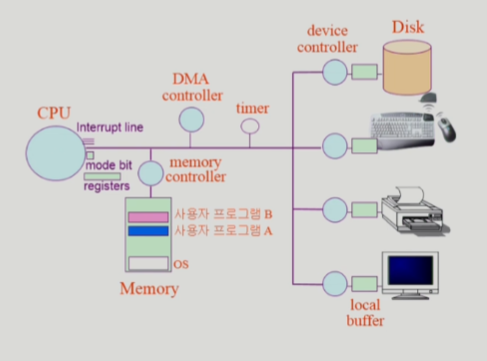 device
controller
Disk
DMA
controller
timer
CPU
Interrupt line
mode bit
registers
memory
controller
사용자 프로그램 B
사용자 프로그램 A
OS
Memory
local
buffer